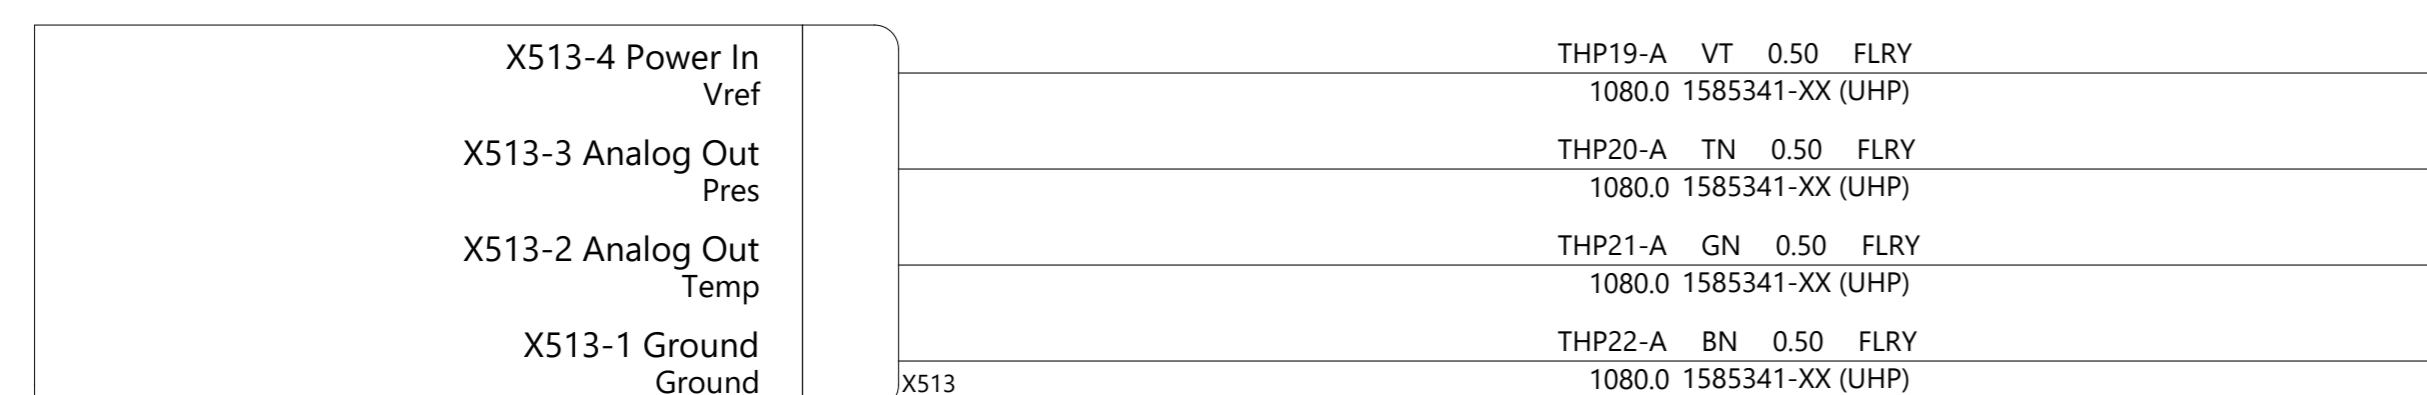 X513-4 Power In
Vref
THP19-A VT 0.50 FLRY
1080.0 1585341-XX (UHP)
X513-3 Analog Out
Pres
THP20-A TN 0.50 FLRY
1080.0 1585341-XX (UHP)
X513-2 Analog Out
Temp
THP21-A GN 0.50 FLRY
1080.0 1585341-XX (UHP)
X513-1 Ground
Ground
X513
THP22-A BN 0.50 FLRY
1080.0 1585341-XX (UHP)